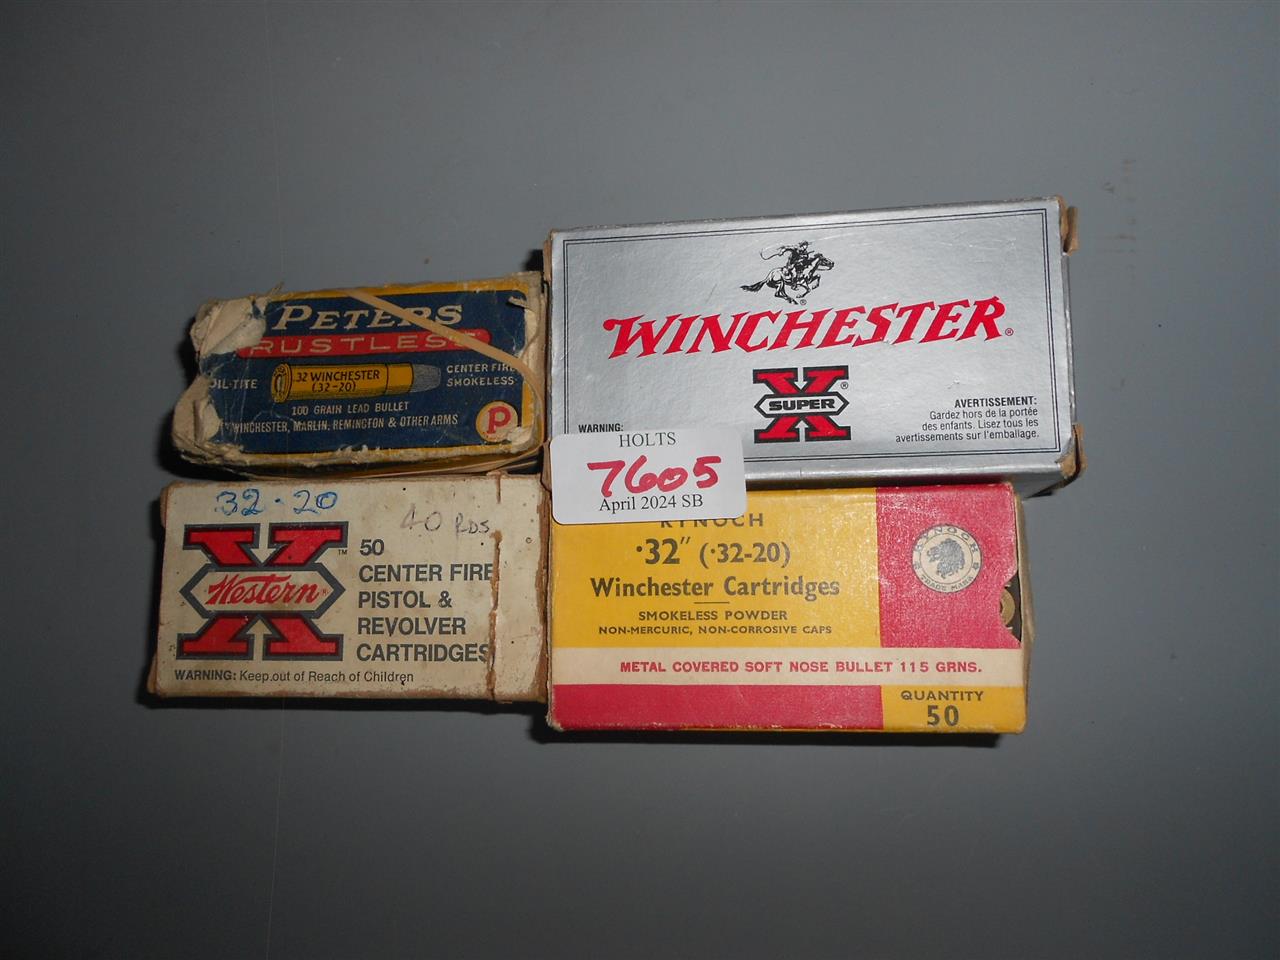 PETERS
RUSTLESS
OIL-TITE
.32 WINCHESTER
(32-20)
CENTER FIRE
SMOKELESS
100 GRAIN LEAD BULLET
WINCHESTER, MARLIN, REMINGTON & OTHER ARMS
P
WINCHESTER®
X®
SUPER
WARNING:
AVERTISSEMENT:
Gardez hors de la portée
des enfants. Lisez tous les
avertissements sur l'emballage.
HOLTS
7605
April 2024 SB
32-20
40 RDS
X™
Western®
50
CENTER FIRE
PISTOL &
REVOLVER
CARTRIDGES
WARNING: Keep out of Reach of Children
KYNOCH
·32" (·32-20)
Winchester Cartridges
SMOKELESS POWDER
NON-MERCURIC, NON-CORROSIVE CAPS
KYNOCH
TRADE MARK
METAL COVERED SOFT NOSE BULLET 115 GRNS.
QUANTITY
50